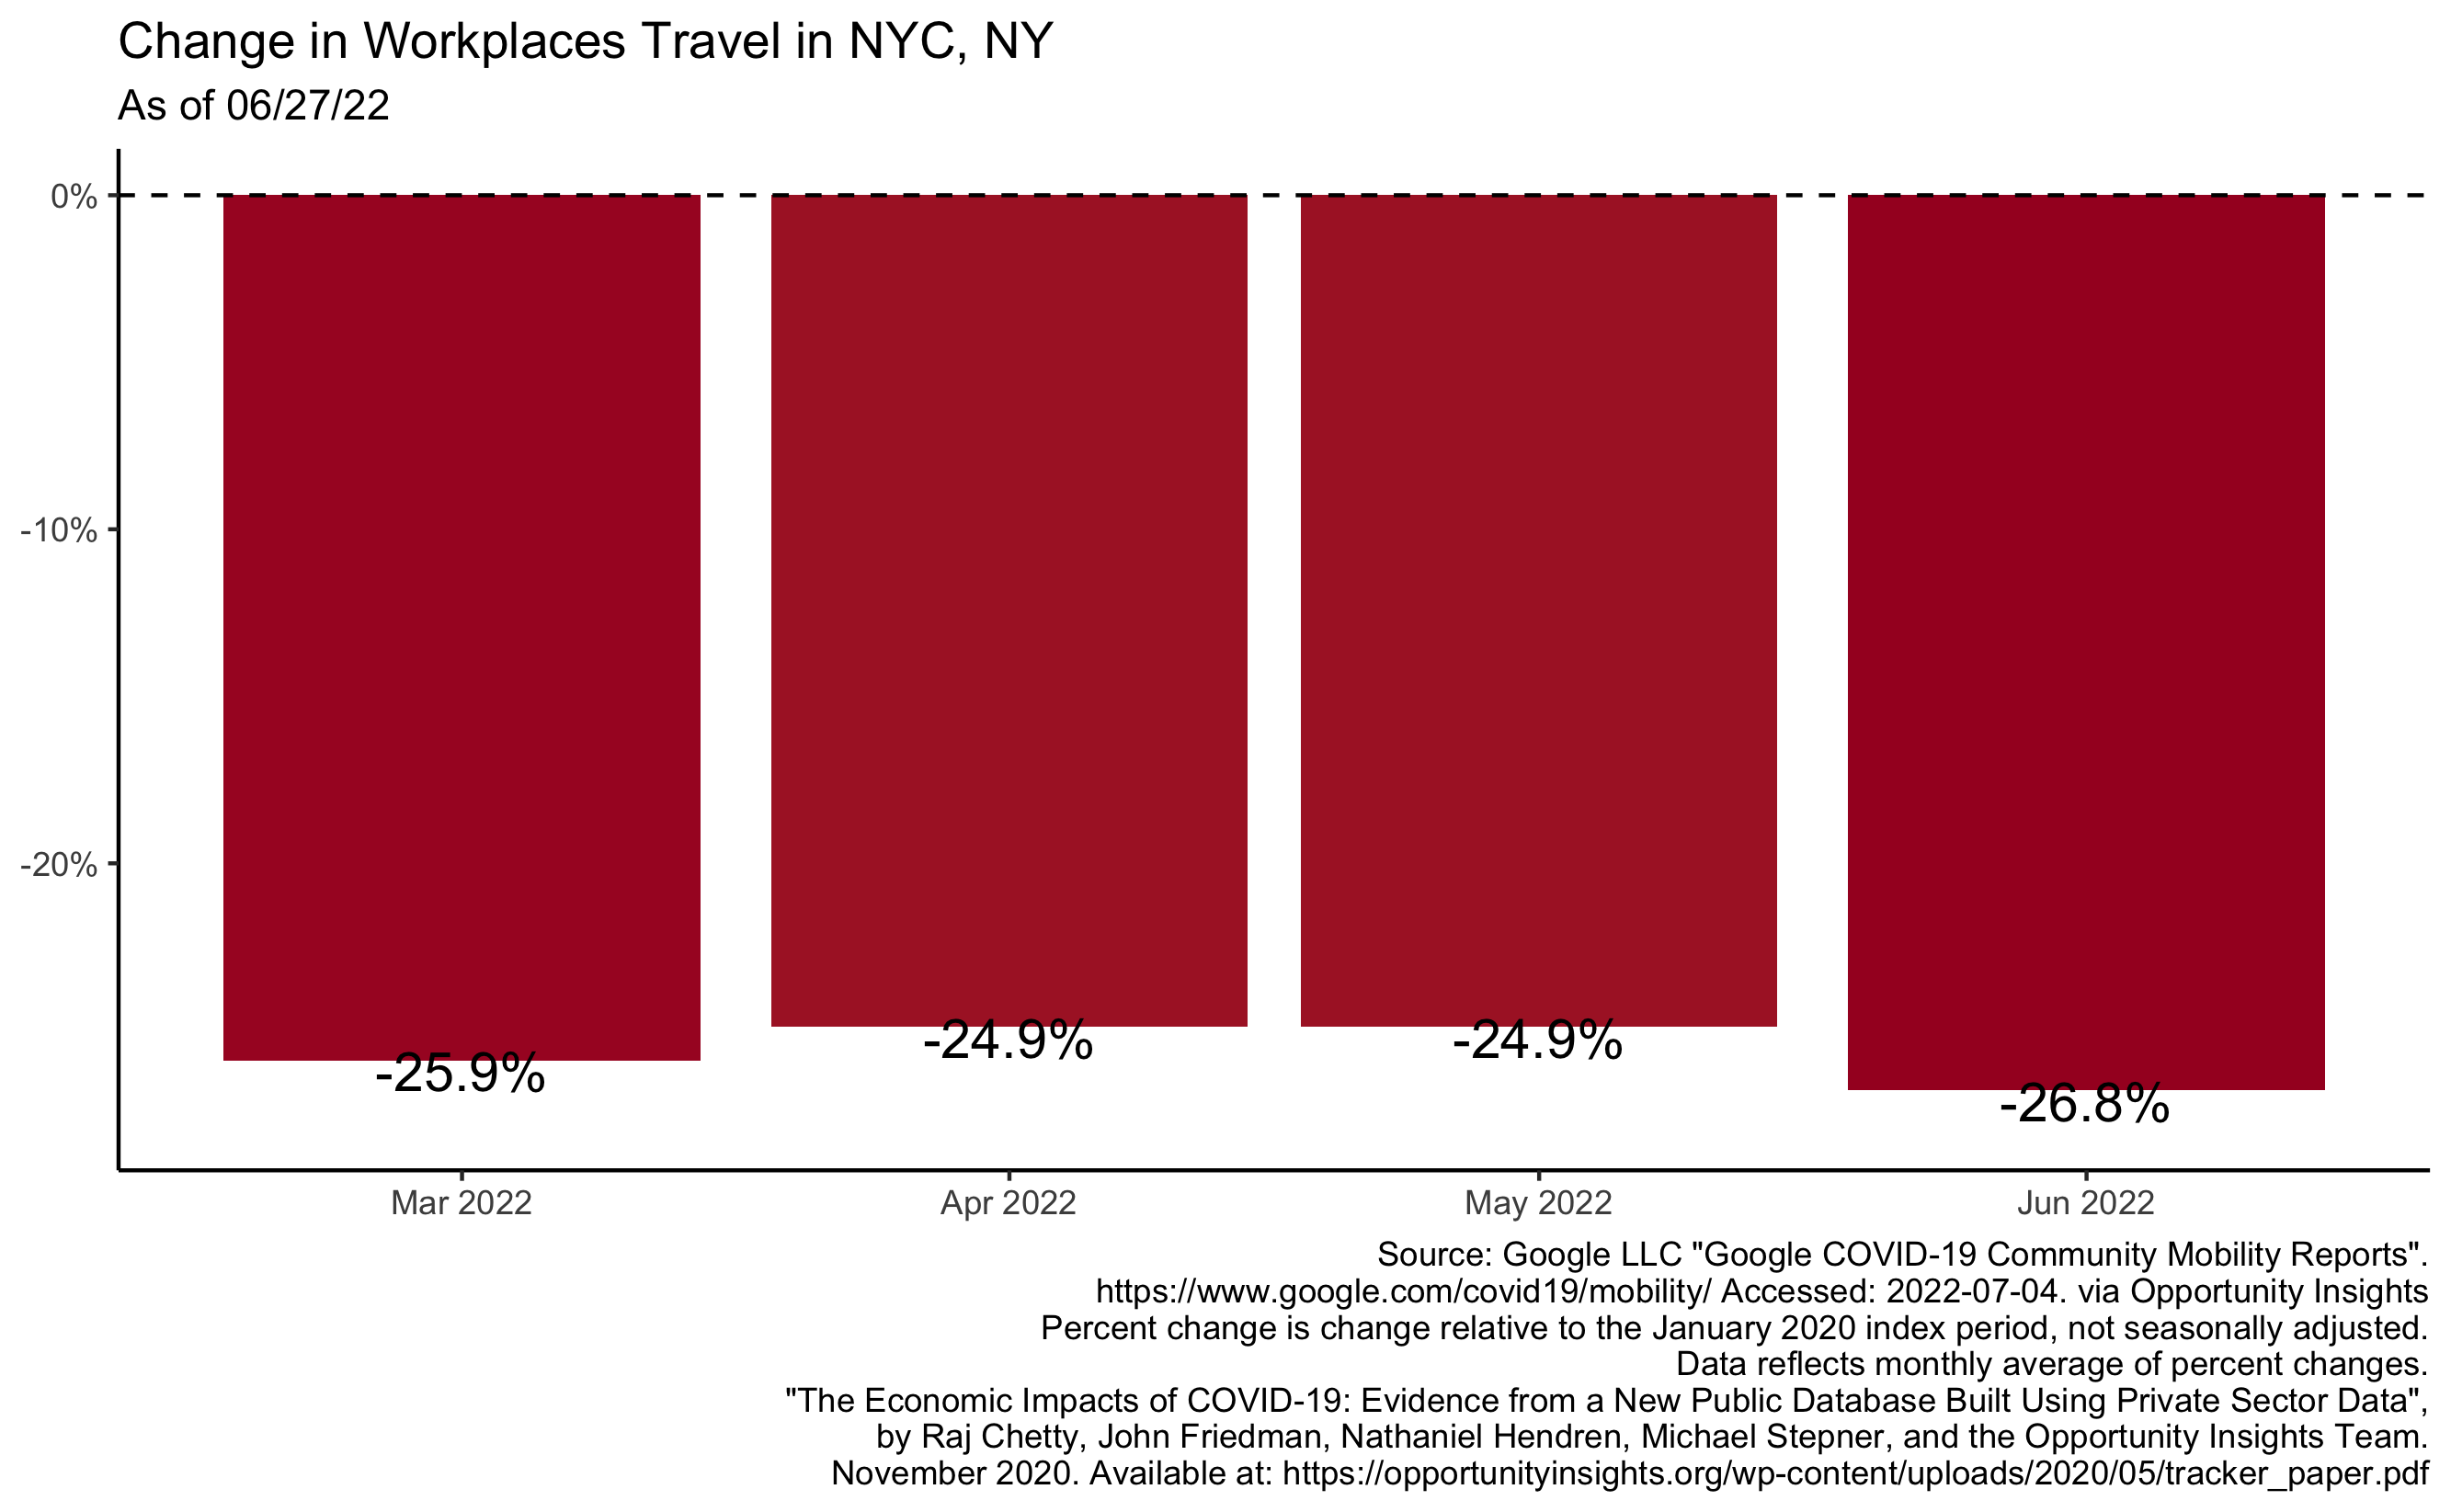 Change in Workplaces Travel in NYC, NY
As of 06/27/22
0%
-10%
-20%
-25.9%
-24.9%
-24.9%
-26.8%
Mar 2022
Apr 2022
May 2022
Jun 2022
Source: Google LLC "Google COVID-19 Community Mobility Reports".
https://www.google.com/covid19/mobility/ Accessed: 2022-07-04. via Opportunity Insights
Percent change is change relative to the January 2020 index period, not seasonally adjusted.
Data reflects monthly average of percent changes.
"The Economic Impacts of COVID-19: Evidence from a New Public Database Built Using Private Sector Data",
by Raj Chetty, John Friedman, Nathaniel Hendren, Michael Stepner, and the Opportunity Insights Team.
November 2020. Available at: https://opportunityinsights.org/wp-content/uploads/2020/05/tracker_paper.pdf